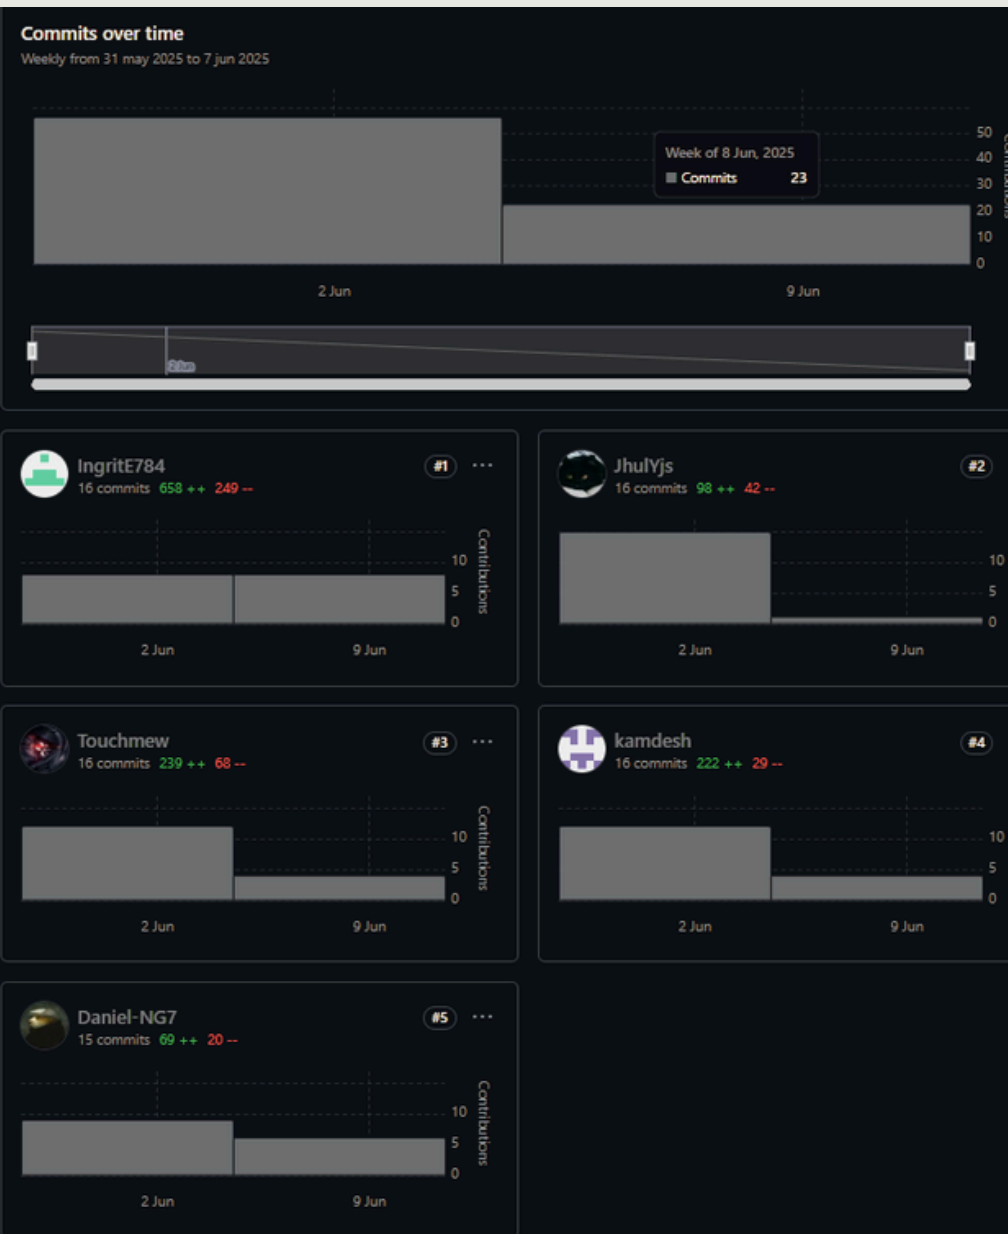 Commits over time
Weekly from 31 may 2025 to 7 jun 2025
50
40
30
20
10
0
Week of 8 Jun, 2025
Commits 23
2 Jun
9 Jun
2 Jun
IngritE784
#1
16 commits 658 ++ 249 --
10
5
0
Contributions
2 Jun
9 Jun
JhulYjs
#2
16 commits 98 ++ 42 --
10
5
0
2 Jun
9 Jun
Touchmew
#3
16 commits 239 ++ 68 --
10
5
0
Contributions
2 Jun
9 Jun
kamdesh
#4
16 commits 222 ++ 29 --
10
5
0
2 Jun
9 Jun
Daniel-NG7
#5
15 commits 69 ++ 20 --
10
5
0
Contributions
2 Jun
9 Jun